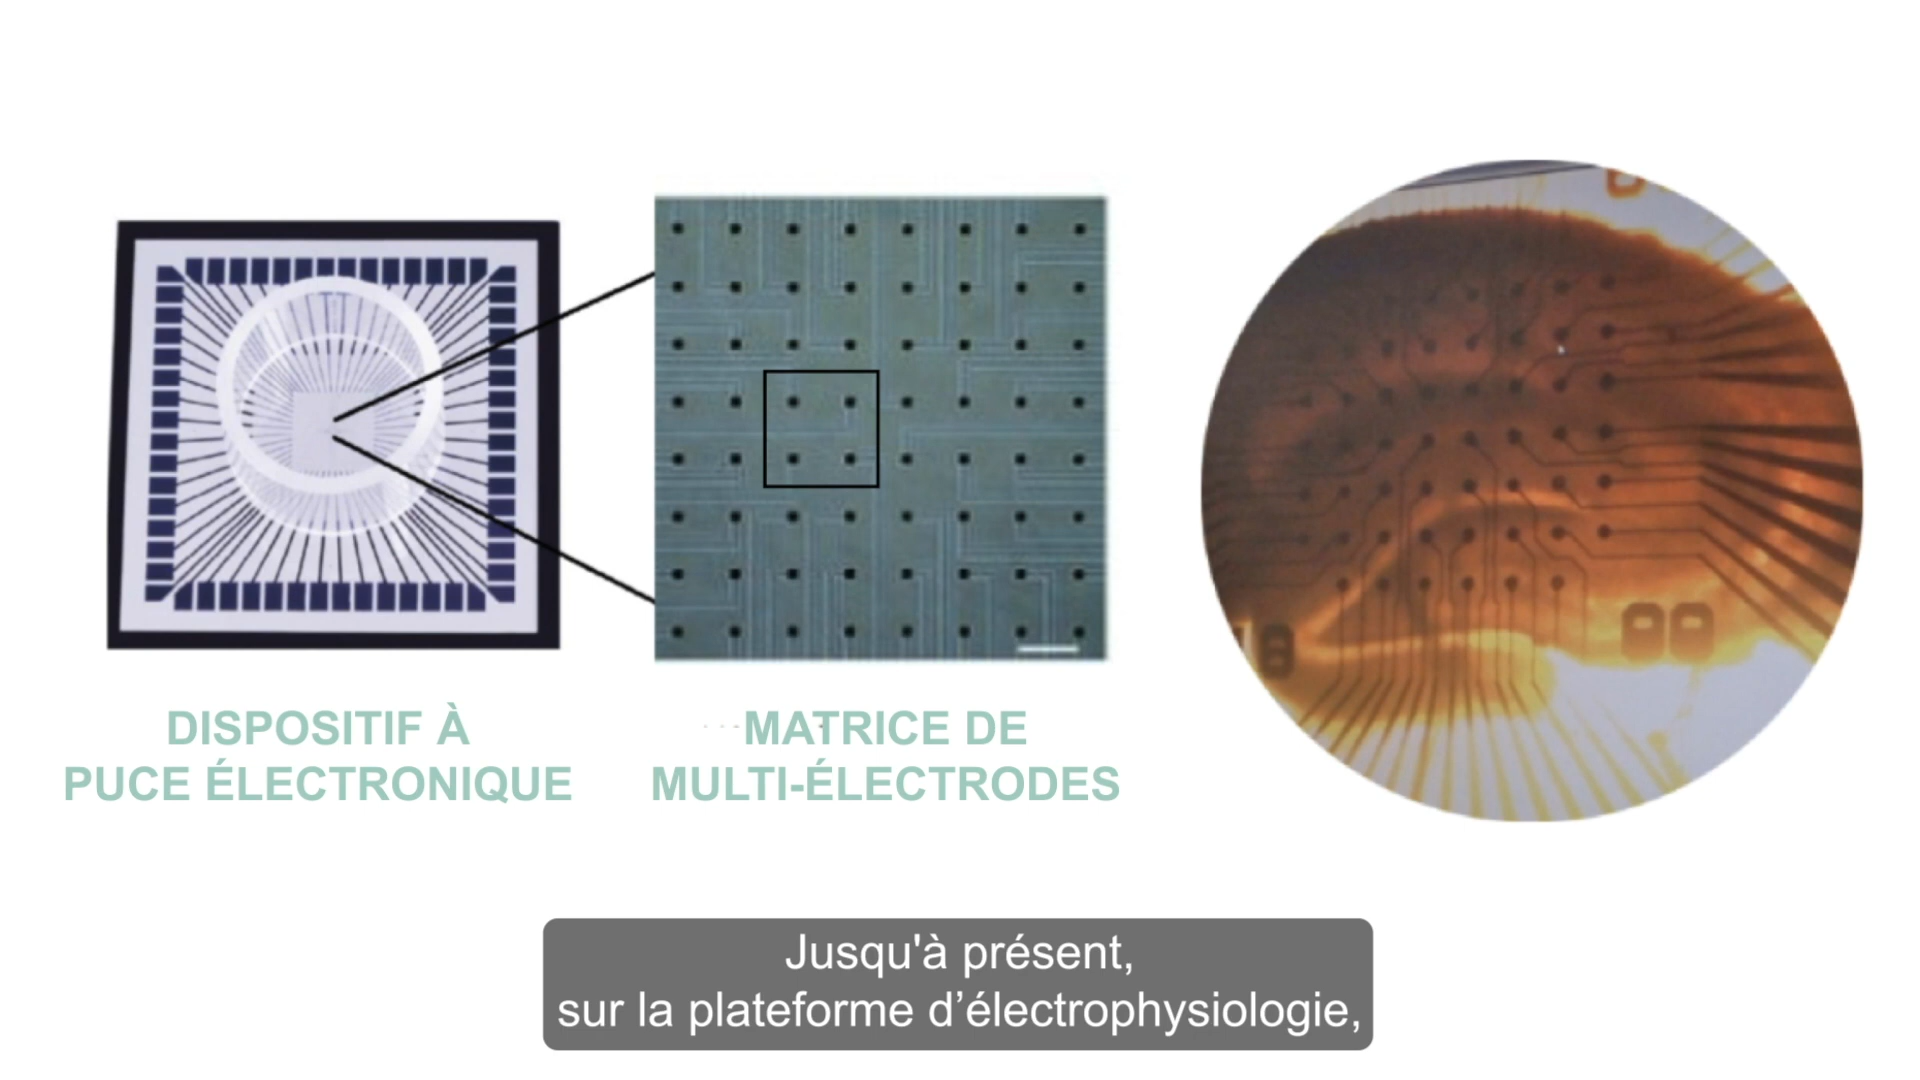 DISPOSITIF À
PUCE ÉLECTRONIQUE
MATRICE DE
MULTI-ÉLECTRODES
Jusqu'à présent,
sur la plateforme d’électrophysiologie,